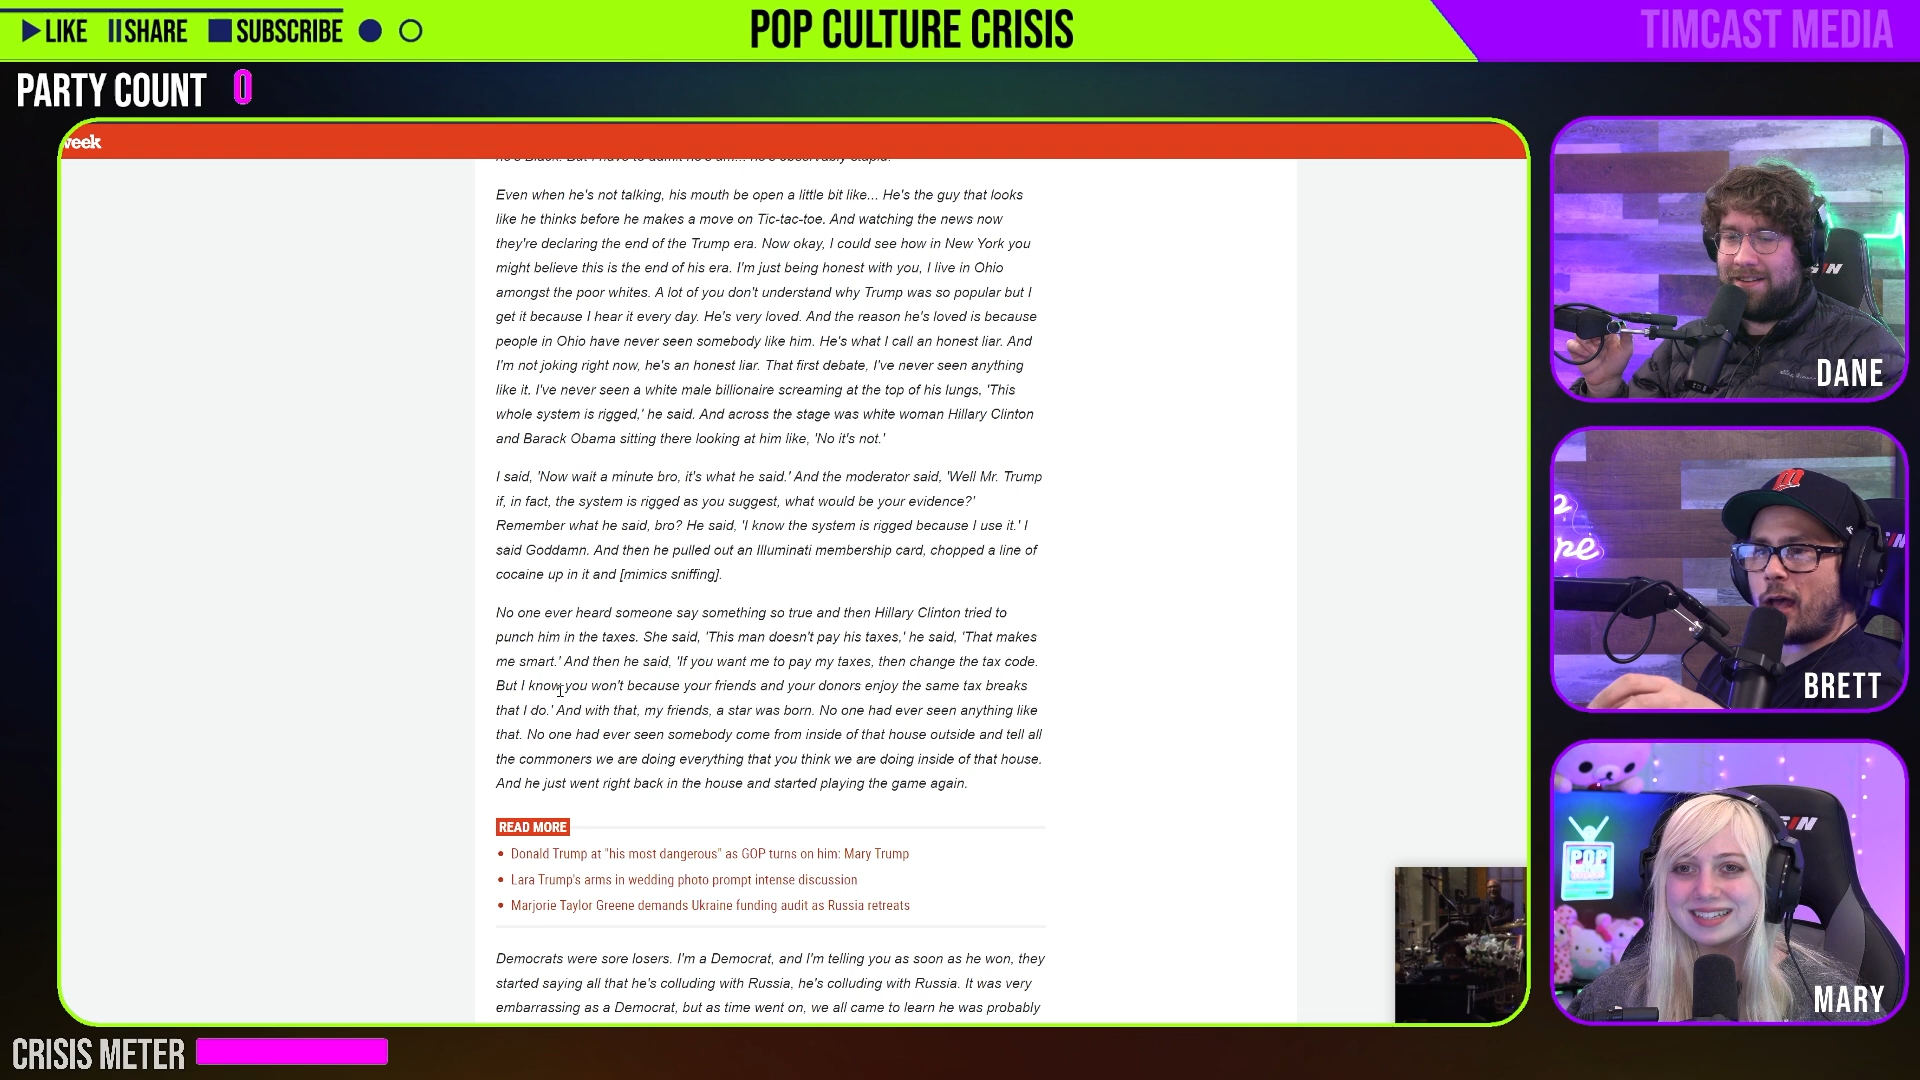 LIKE SHARE SUBSCRIBE
POP CULTURE CRISIS
TIMCAST MEDIA
PARTY COUNT 0
week
he's Black. But I have to admit he's um... he's observably stupid.
Even when he's not talking, his mouth be open a little bit like... He's the guy that looks
like he thinks before he makes a move on Tic-tac-toe. And watching the news now
they're declaring the end of the Trump era. Now okay, I could see how in New York you
might believe this is the end of his era. I'm just being honest with you, I live in Ohio
amongst the poor whites. A lot of you don't understand why Trump was so popular but I
get it because I hear it every day. He's very loved. And the reason he's loved is because
people in Ohio have never seen somebody like him. He's what I call an honest liar. And
I'm not joking right now, he's an honest liar. That first debate, I've never seen anything
like it. I've never seen a white male billionaire screaming at the top of his lungs, 'This
whole system is rigged,' he said. And across the stage was white woman Hillary Clinton
and Barack Obama sitting there looking at him like, 'No it's not.'
I said, 'Now wait a minute bro, it's what he said.' And the moderator said, 'Well Mr. Trump
if, in fact, the system is rigged as you suggest, what would be your evidence?'
Remember what he said, bro? He said, 'I know the system is rigged because I use it.' I
said Goddamn. And then he pulled out an Illuminati membership card, chopped a line of
cocaine up in it and [mimics sniffing].
No one ever heard someone say something so true and then Hillary Clinton tried to
punch him in the taxes. She said, 'This man doesn't pay his taxes,' he said, 'That makes
me smart.' And then he said, 'If you want me to pay my taxes, then change the tax code.
But I know you won't because your friends and your donors enjoy the same tax breaks
that I do.' And with that, my friends, a star was born. No one had ever seen anything like
that. No one had ever seen somebody come from inside of that house outside and tell all
the commoners we are doing everything that you think we are doing inside of that house.
And he just went right back in the house and started playing the game again.
READ MORE
Donald Trump at "his most dangerous" as GOP turns on him: Mary Trump
Lara Trump's arms in wedding photo prompt intense discussion
Marjorie Taylor Greene demands Ukraine funding audit as Russia retreats
Democrats were sore losers. I'm a Democrat, and I'm telling you as soon as he won, they
started saying all that he's colluding with Russia, he's colluding with Russia. It was very
embarrassing as a Democrat, but as time went on, we all came to learn he was probably
DANE
BRETT
POP
MARY
CRISIS METER